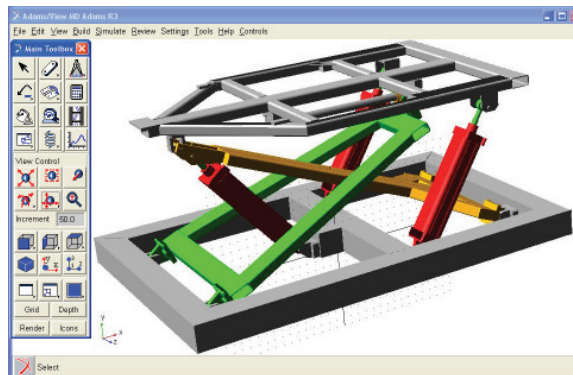 Adams/View MD Adams R3
File Edit View Build Simulate Review Settings Tools Help Controls
Main Toolbox
View Control
Increment 50.0
Grid Depth
Render Icons
y
x
z
Select